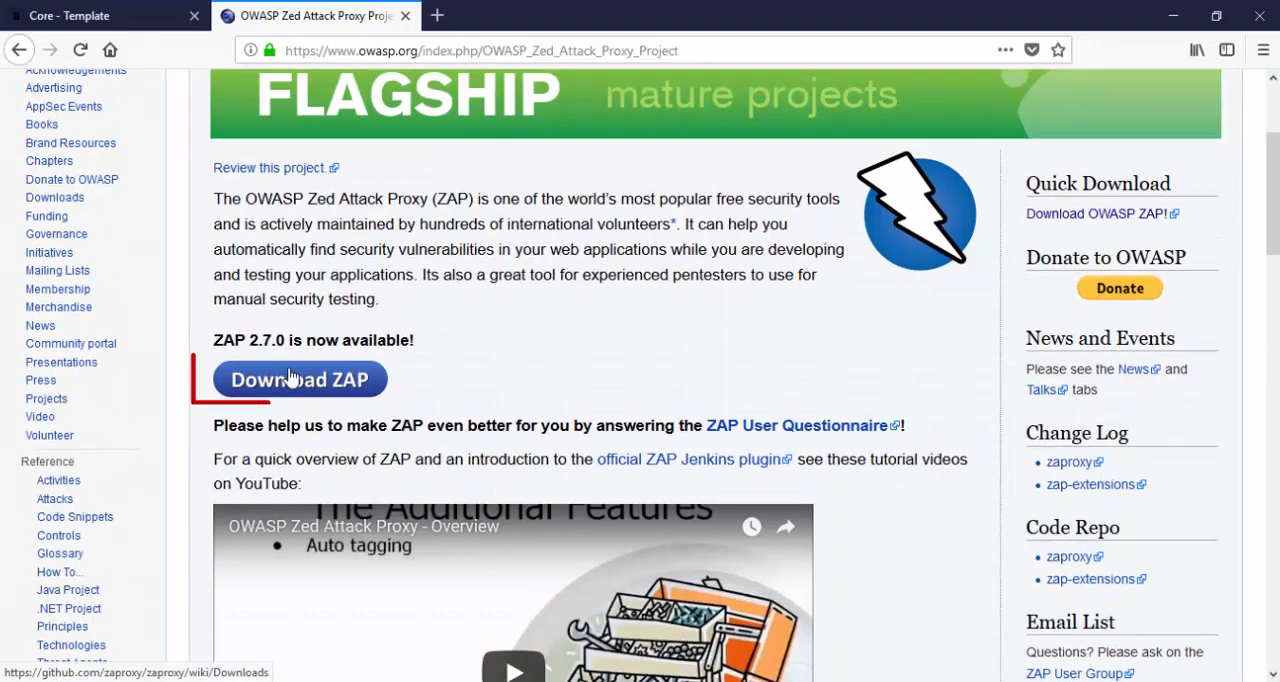 Core - Template
OWASP Zed Attack Proxy Proje
https://www.owasp.org/index.php/OWASP_Zed_Attack_Proxy_Project
Acknowledgements
Advertising
AppSec Events
Books
Brand Resources
Chapters
Donate to OWASP
Downloads
Funding
Governance
Initiatives
Mailing Lists
Membership
Merchandise
News
Community portal
Presentations
Press
Projects
Video
Volunteer
Reference
Activities
Attacks
Code Snippets
Controls
Glossary
How To...
Java Project
.NET Project
Principles
Technologies
Threat Agents
https://github.com/zaproxy/zaproxy/wiki/Downloads
FLAGSHIP mature projects
Review this project.
The OWASP Zed Attack Proxy (ZAP) is one of the world's most popular free security tools
and is actively maintained by hundreds of international volunteers*. It can help you
automatically find security vulnerabilities in your web applications while you are developing
and testing your applications. Its also a great tool for experienced pentesters to use for
manual security testing.
ZAP 2.7.0 is now available!
Download ZAP
Please help us to make ZAP even better for you by answering the ZAP User Questionnaire!
For a quick overview of ZAP and an introduction to the official ZAP Jenkins plugin see these tutorial videos
on YouTube:
The Additional Features
OWASP Zed Attack Proxy - Overview
• Auto tagging
Quick Download
Download OWASP ZAP!
Donate to OWASP
Donate
News and Events
Please see the News and
Talks tabs
Change Log
• zaproxy
• zap-extensions
Code Repo
• zaproxy
• zap-extensions
Email List
Questions? Please ask on the
ZAP User Group